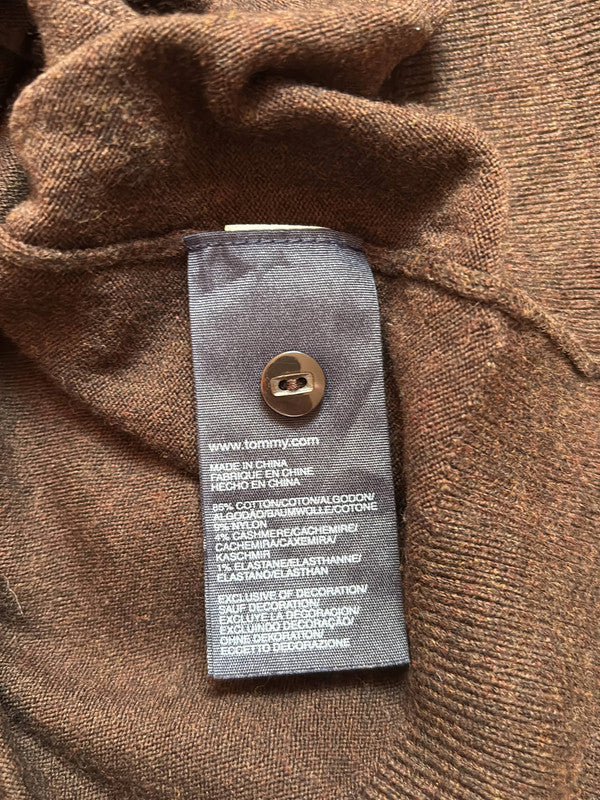 www.tommy.com
MADE IN CHINA
FABRIQUE EN CHINE
HECHO EN CHINA
86% COTTON/COTON/ALGODON/
ALGODÃO/BAUMWOLLE/COTONE
9% NYLON
4% CASHMERE/CACHEMIRE/
CACHEMIRA/CAXEMIRA/
KASCHMIR
1% ELASTANE/ELASTHANNE/
ELASTANO/ELASTHAN
EXCLUSIVE OF DECORATION/
SAUF DECORATION/
EXCLUYE LA DECORACION/
EXCLUINDO DECORAÇÃO/
OHNE DEKORATION/
ECCETTO DECORAZIONE